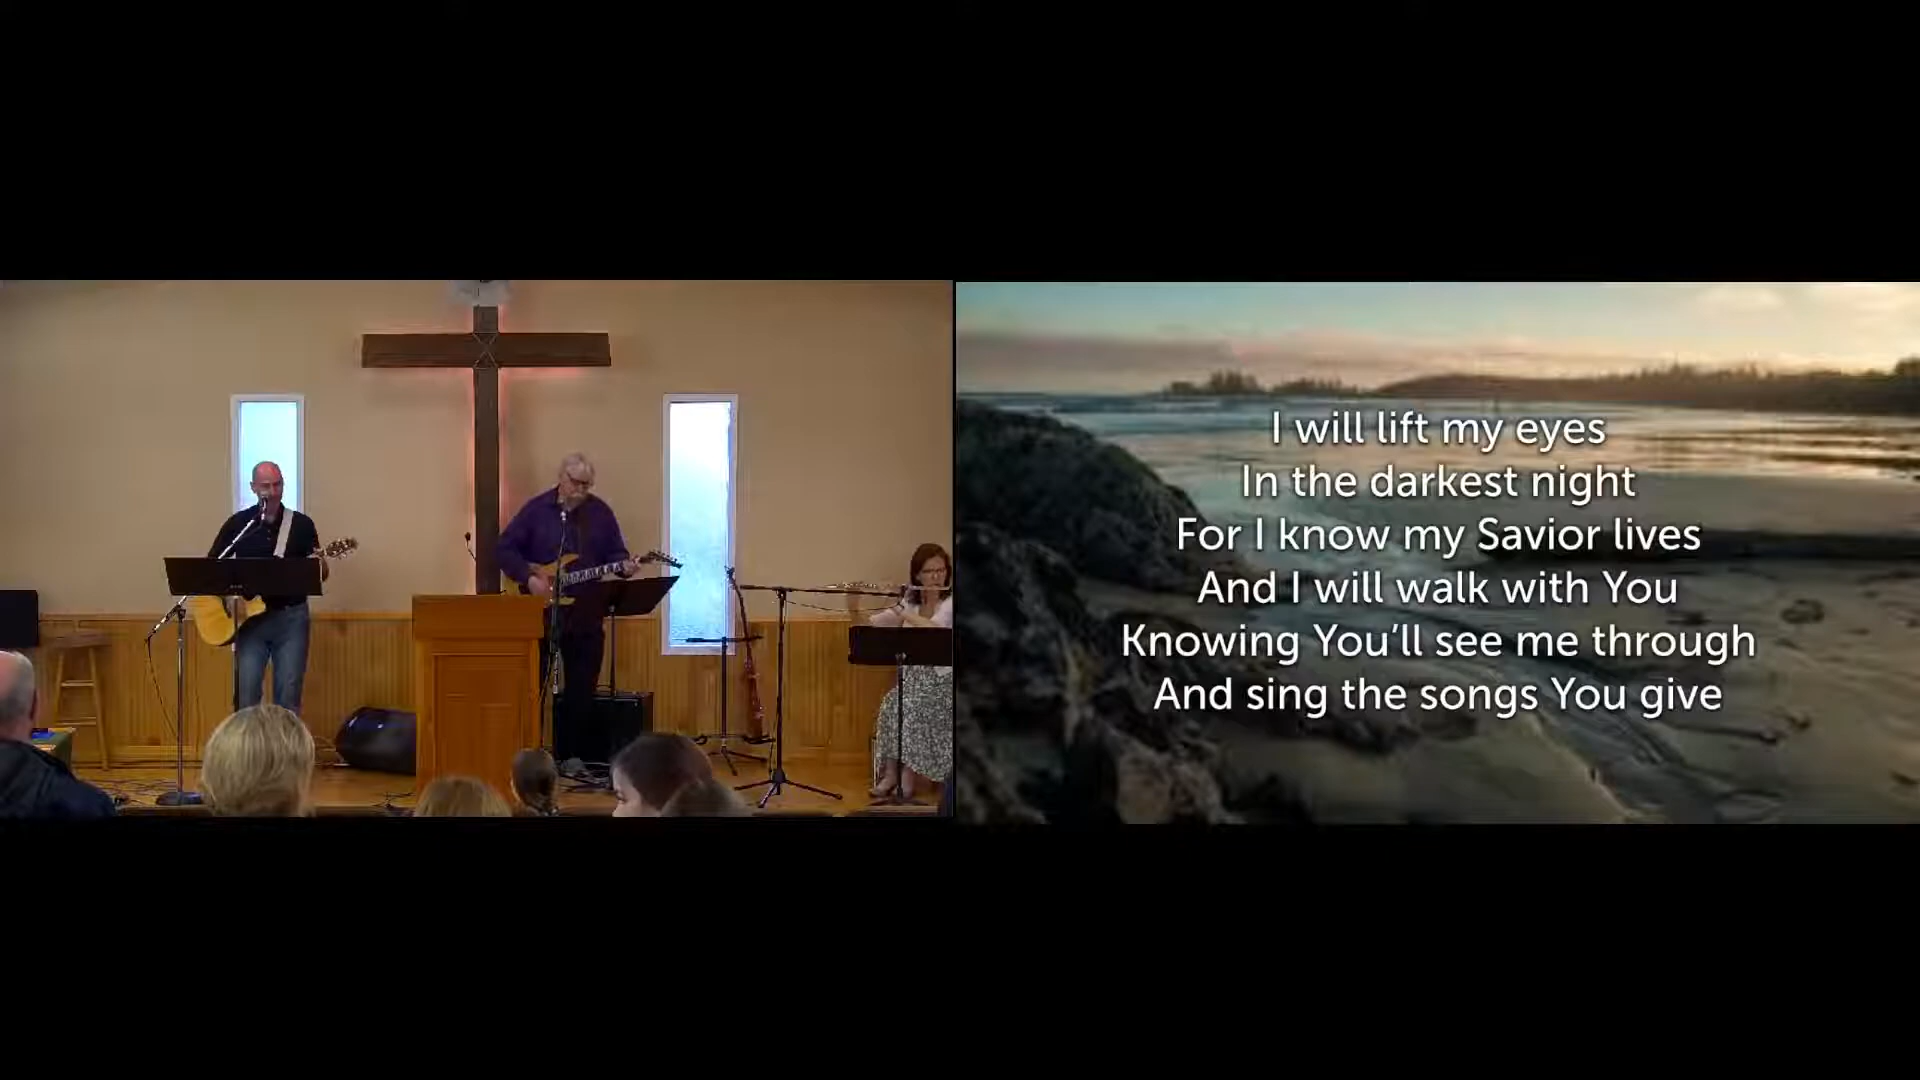 I will lift my eyes
In the darkest night
For I know my Savior lives
And I will walk with You
Knowing You’ll see me through
And sing the songs You give